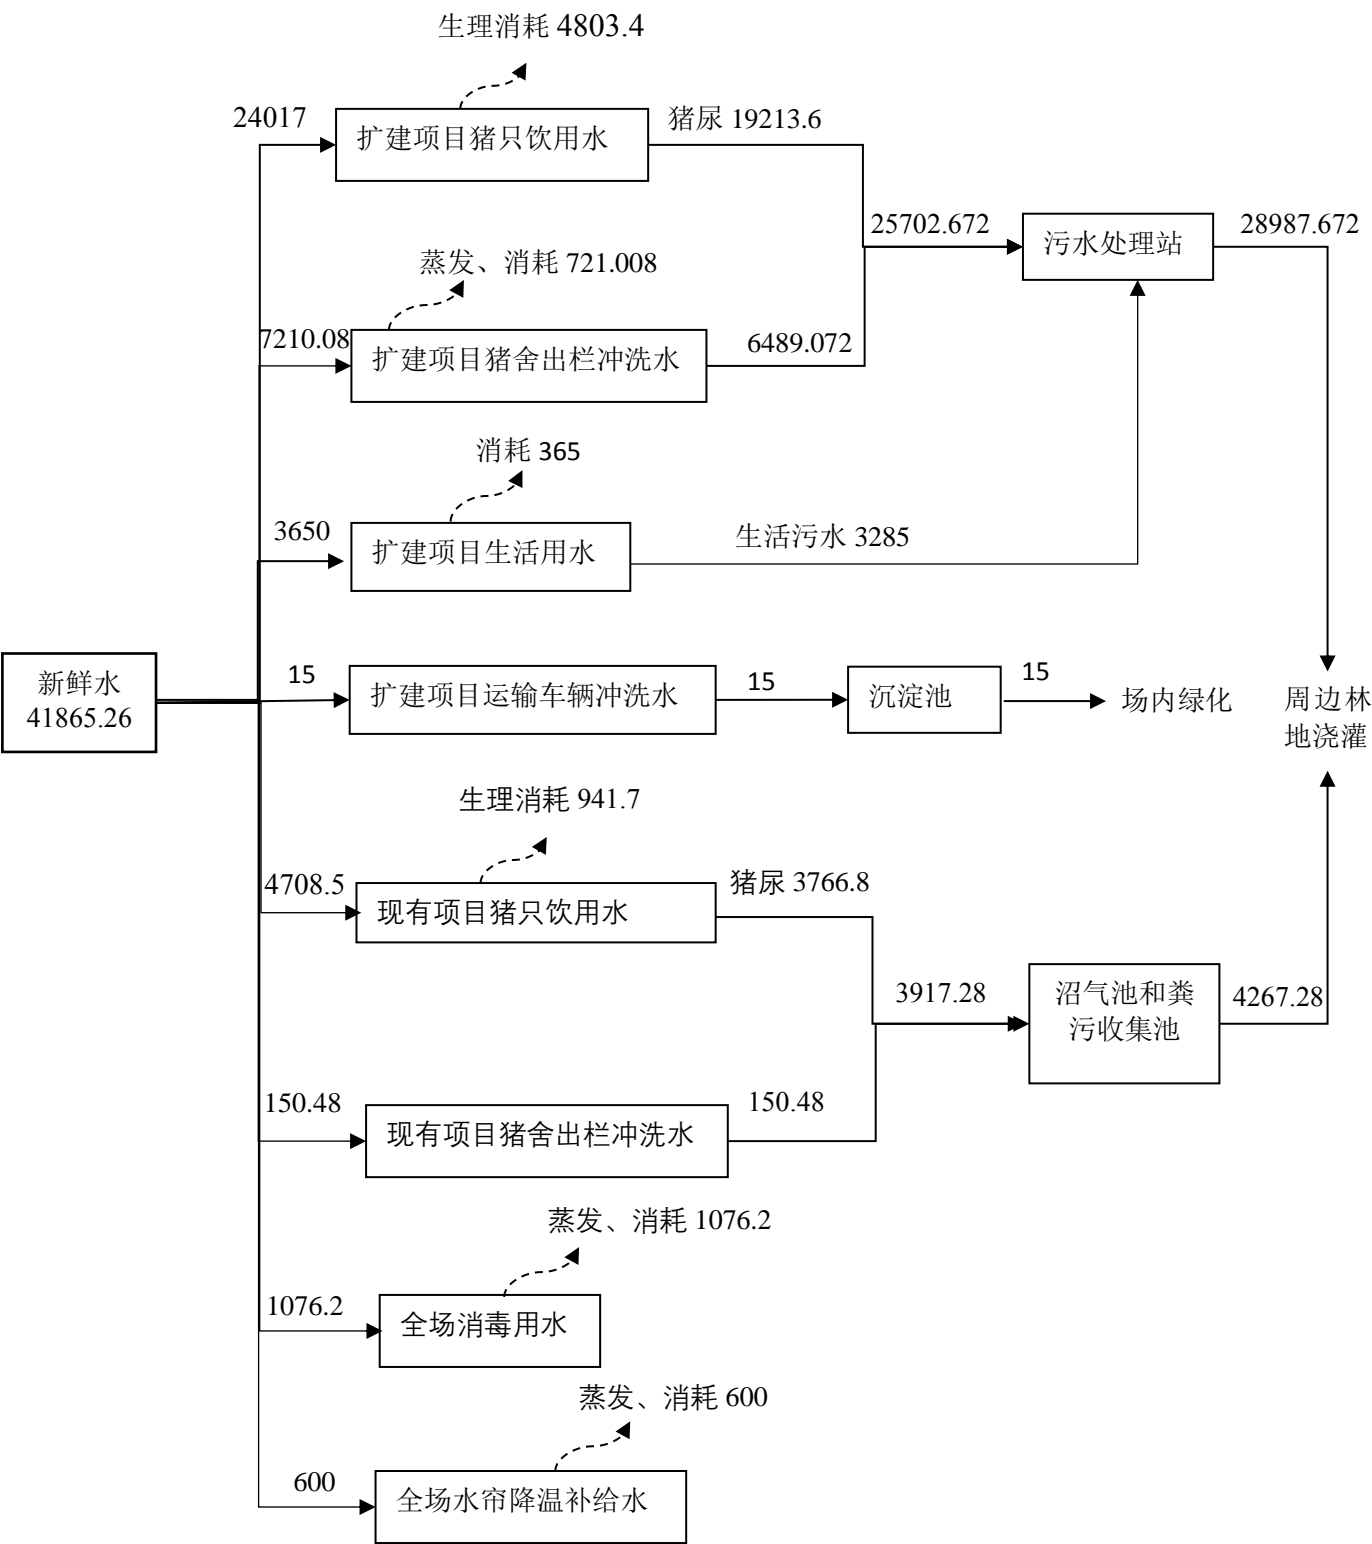 生理消耗 4803.4
24017
扩建项目猪只饮用水
猪尿 19213.6
25702.672
污水处理站
28987.672
蒸发、消耗 721.008
7210.08
扩建项目猪舍出栏冲洗水
6489.072
消耗 365
3650
扩建项目生活用水
生活污水 3285
新鲜水
41865.26
15
扩建项目运输车辆冲洗水
15
沉淀池
15
场内绿化
周边林
地浇灌
生理消耗 941.7
4708.5
现有项目猪只饮用水
猪尿 3766.8
3917.28
沼气池和粪
污收集池
4267.28
150.48
现有项目猪舍出栏冲洗水
150.48
蒸发、消耗 1076.2
1076.2
全场消毒用水
蒸发、消耗 600
600
全场水帘降温补给水